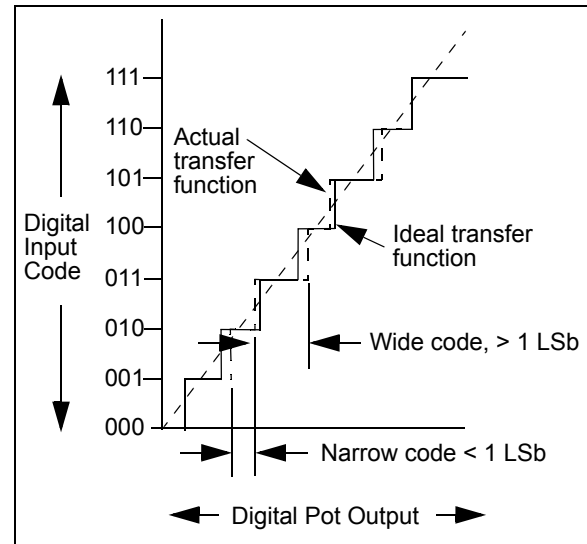 111
110
101
100
011
010
001
000
Digital
Input
Code
Actual
transfer
function
Ideal transfer
function
Wide code, > 1 LSb
Narrow code < 1 LSb
Digital Pot Output